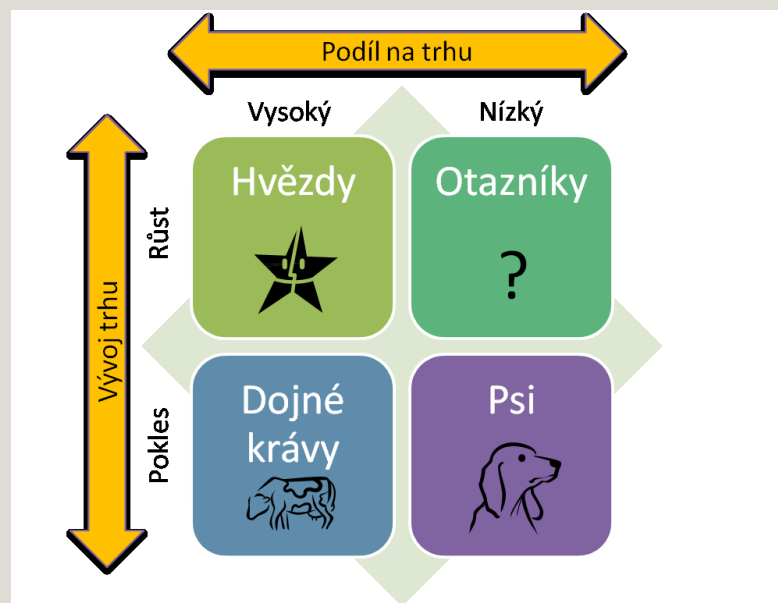 Podíl na trhu
Vysoký
Nízký
Vývoj trhu
Růst
Hvězdy
Otazníky
?
Pokles
Dojné
krávy
Psi